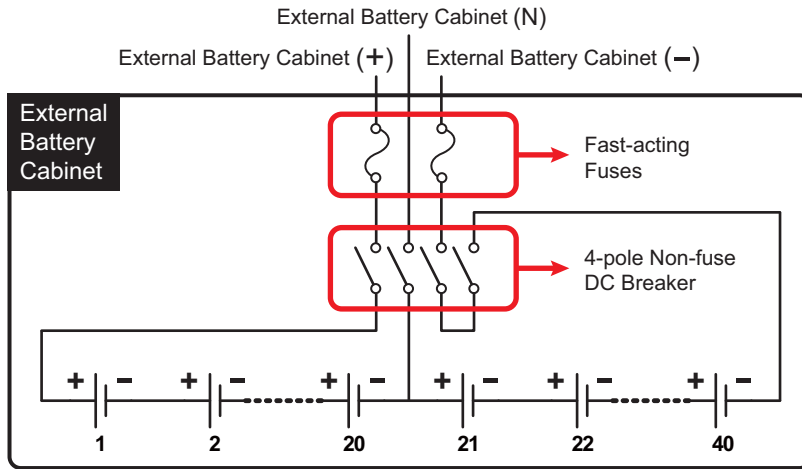 External Battery Cabinet (N)
External Battery Cabinet (+)
External Battery Cabinet (−)
External
Battery
Cabinet
Fast-acting
Fuses
4-pole Non-fuse
DC Breaker
+ − + − + − + − + − + −
1 2 20 21 22 40